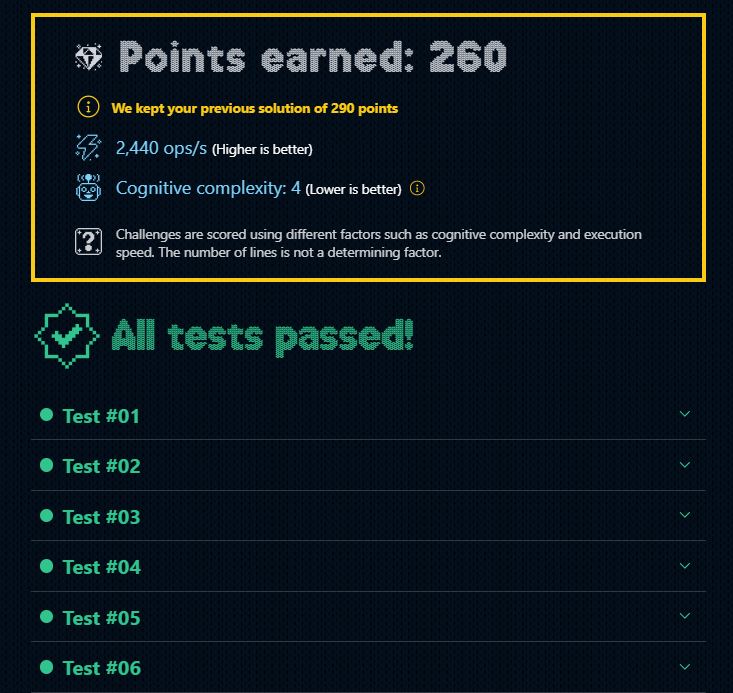 Points earned: 260
We kept your previous solution of 290 points
2,440 ops/s (Higher is better)
Cognitive complexity: 4 (Lower is better)
Challenges are scored using different factors such as cognitive complexity and execution
speed. The number of lines is not a determining factor.
All tests passed!
Test #01
Test #02
Test #03
Test #04
Test #05
Test #06